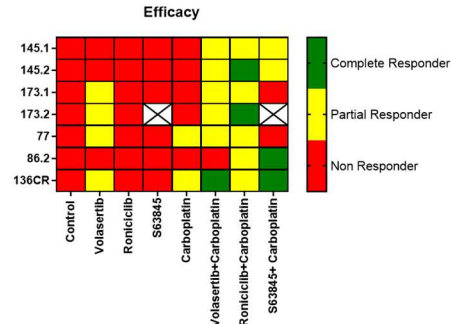 Efficacy
145.1
145.2
173.1
173.2
77
86.2
136CR
Control
Volasertib
Roniciclib
S63845
Carboplatin
Volasertib+Carboplatin
Roniciclib+Carboplatin
S63845+ Carboplatin
Complete Responder
Partial Responder
Non Responder